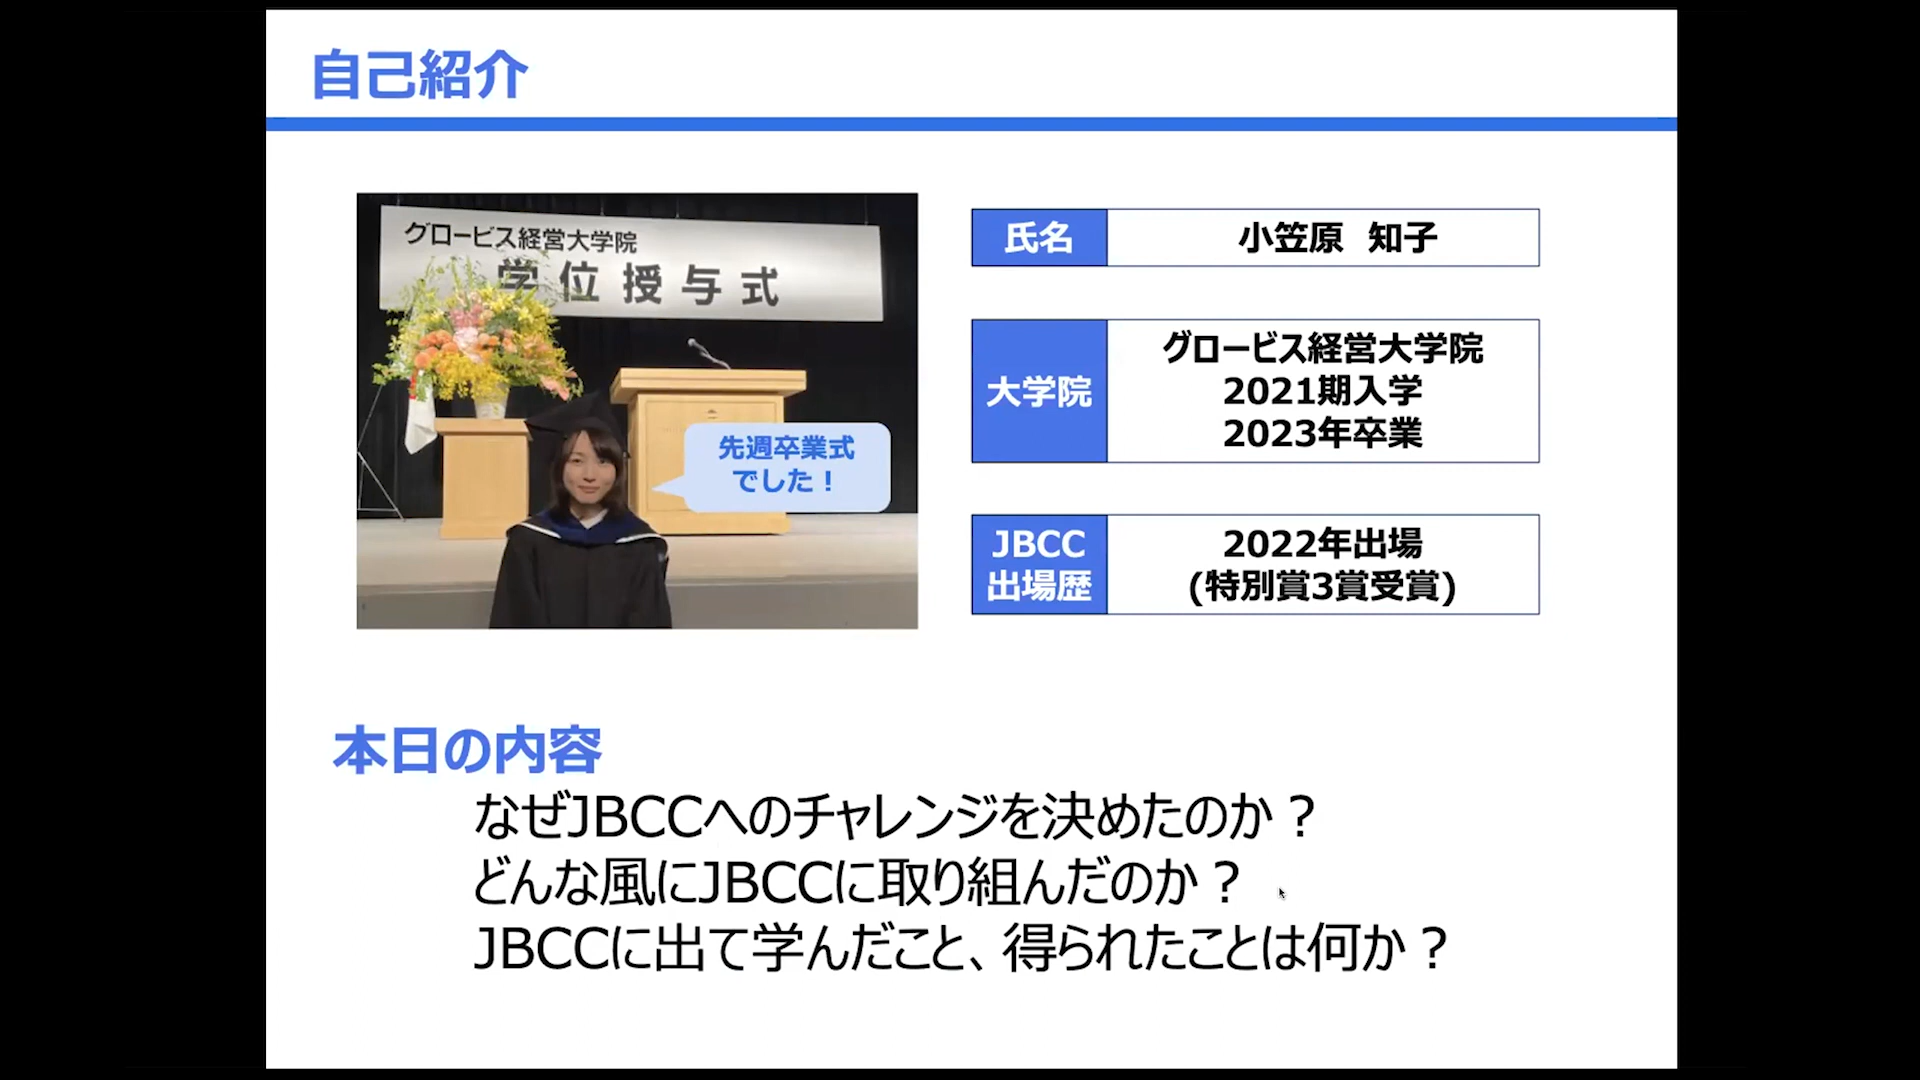 自己紹介
グロービス経営大学院
学位授与式
先週卒業式
でした！
氏名
小笠原　知子
大学院
グロービス経営大学院
2021期入学
2023年卒業
JBCC
出場歴
2022年出場
(特別賞3賞受賞)
本日の内容
なぜJBCCへのチャレンジを決めたのか？
どんな風にJBCCに取り組んだのか？
JBCCに出て学んだこと、得られたことは何か？